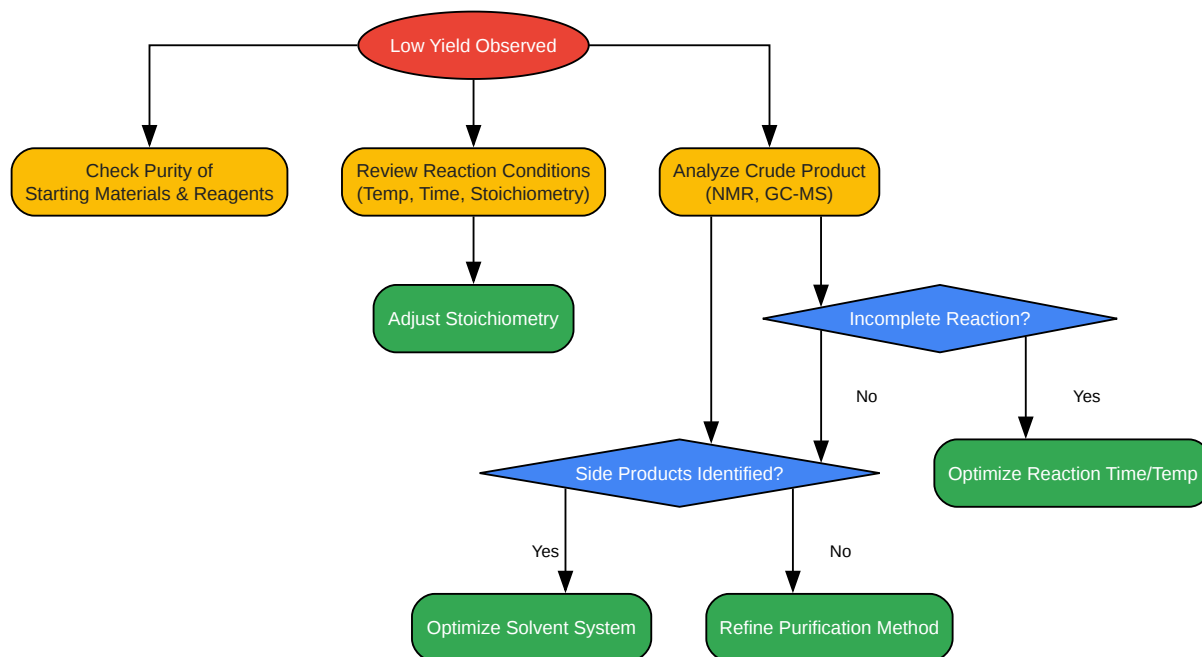 Low Yield Observed
Check Purity of
Starting Materials & Reagents
Review Reaction Conditions
(Temp, Time, Stoichiometry)
Analyze Crude Product
(NMR, GC-MS)
Adjust Stoichiometry
Incomplete Reaction?
No
Yes
Side Products Identified?
Optimize Reaction Time/Temp
Yes
No
Optimize Solvent System
Refine Purification Method